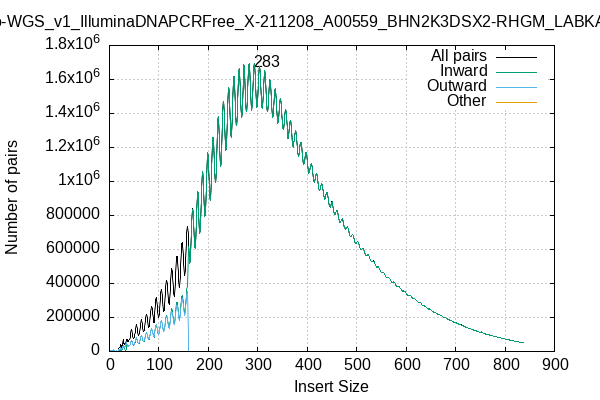 -WGS_v1_IlluminaDNAPCRFree_X-211208_A00559_BHN2K3DSX2-RHGM_LABKA
1.8x10⁶
1.6x10⁶
1.4x10⁶
1.2x10⁶
1x10⁶
800000
600000
400000
200000
0
Number of pairs
283
All pairs
Inward
Outward
Other
0 100 200 300 400 500 600 700 800 900
Insert Size